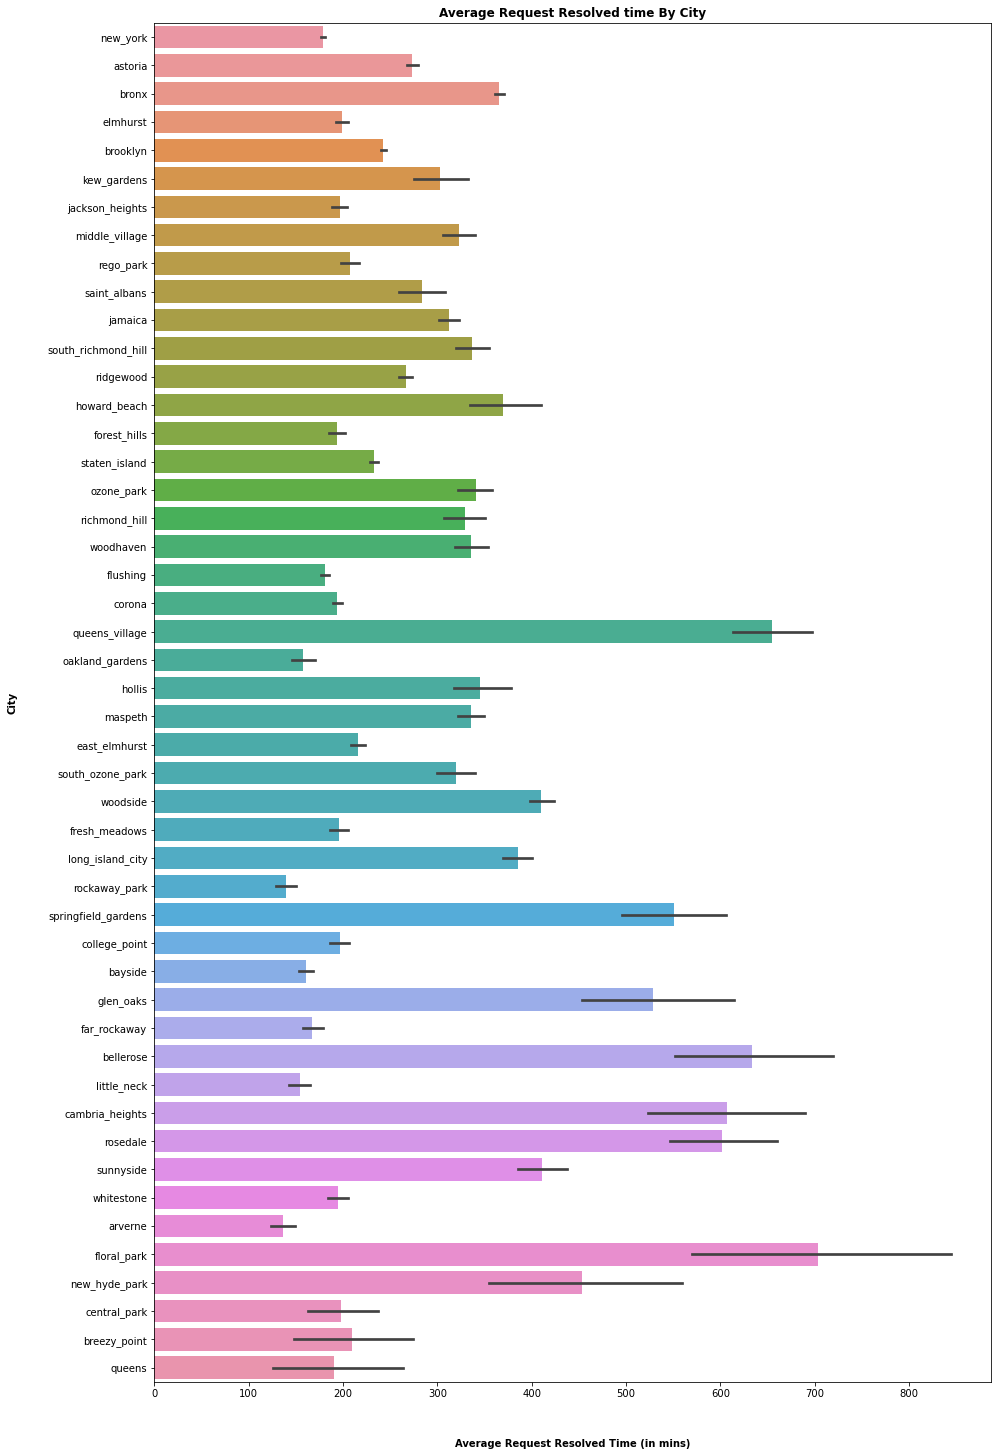 Average Request Resolved time By City
new_york
astoria
bronx
elmhurst
brooklyn
kew_gardens
jackson_heights
middle_village
rego_park
saint_albans
jamaica
south_richmond_hill
ridgewood
howard_beach
forest_hills
staten_island
ozone_park
richmond_hill
woodhaven
flushing
corona
queens_village
oakland_gardens
hollis
maspeth
east_elmhurst
south_ozone_park
woodside
fresh_meadows
long_island_city
rockaway_park
springfield_gardens
college_point
bayside
glen_oaks
far_rockaway
bellerose
little_neck
cambria_heights
rosedale
sunnyside
whitestone
arverne
floral_park
new_hyde_park
central_park
breezy_point
queens
City
0 100 200 300 400 500 600 700 800
Average Request Resolved Time (in mins)